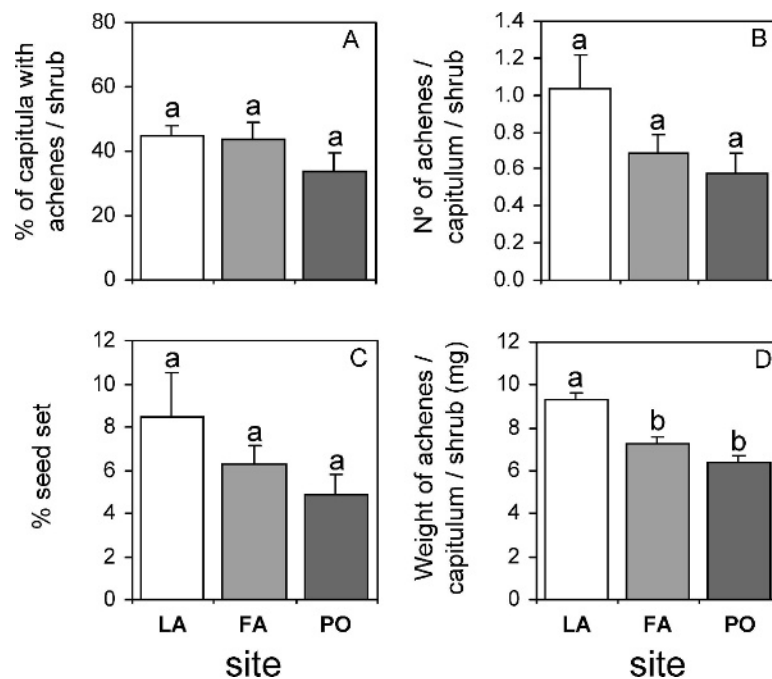 % of capitula with
achenes / shrub
80
60
40
20
0
A
a
a
a
Nº of achenes /
capitulum / shrub
1.4
1.2
1.0
0.8
0.6
0.4
0.2
0.0
B
a
a
a
% seed set
12
10
8
6
4
2
0
C
a
a
a
LA
FA
PO
site
Weight of achenes /
capitulum / shrub (mg)
12
10
8
6
4
2
0
D
a
b
b
LA
FA
PO
site